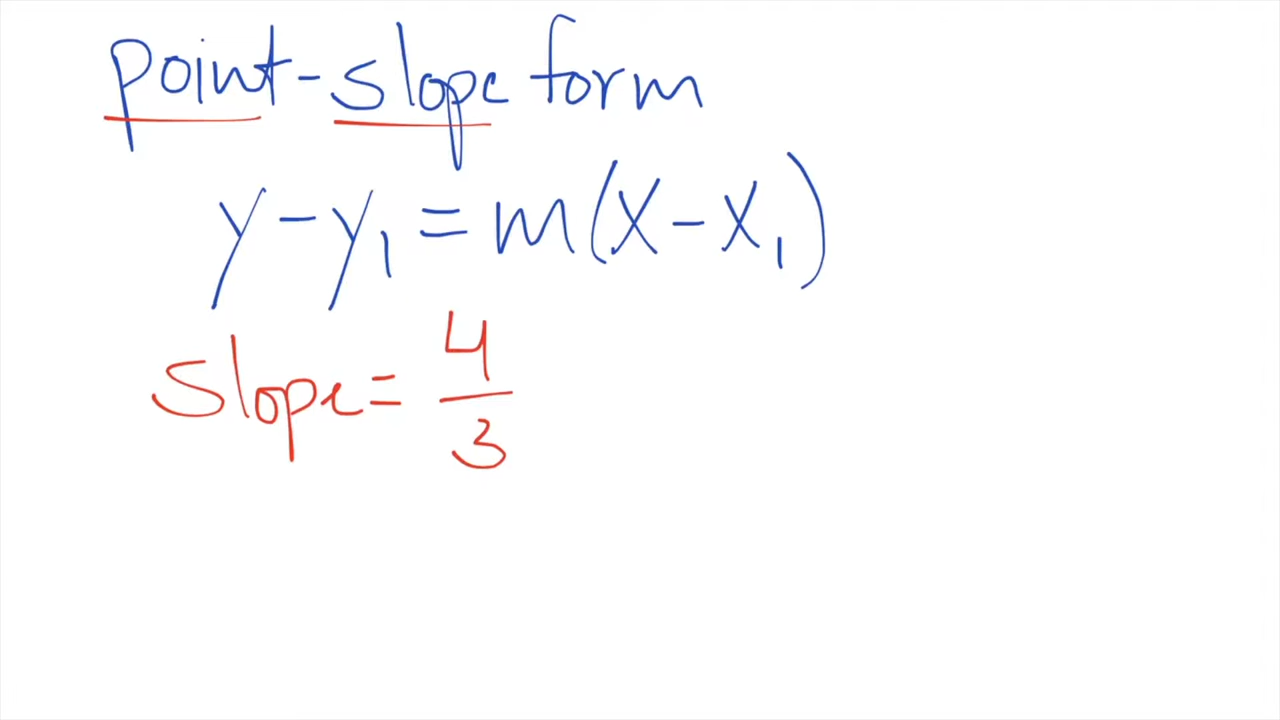 point-slope form
y - y₁ = m(x - x₁)
slope = 4/3